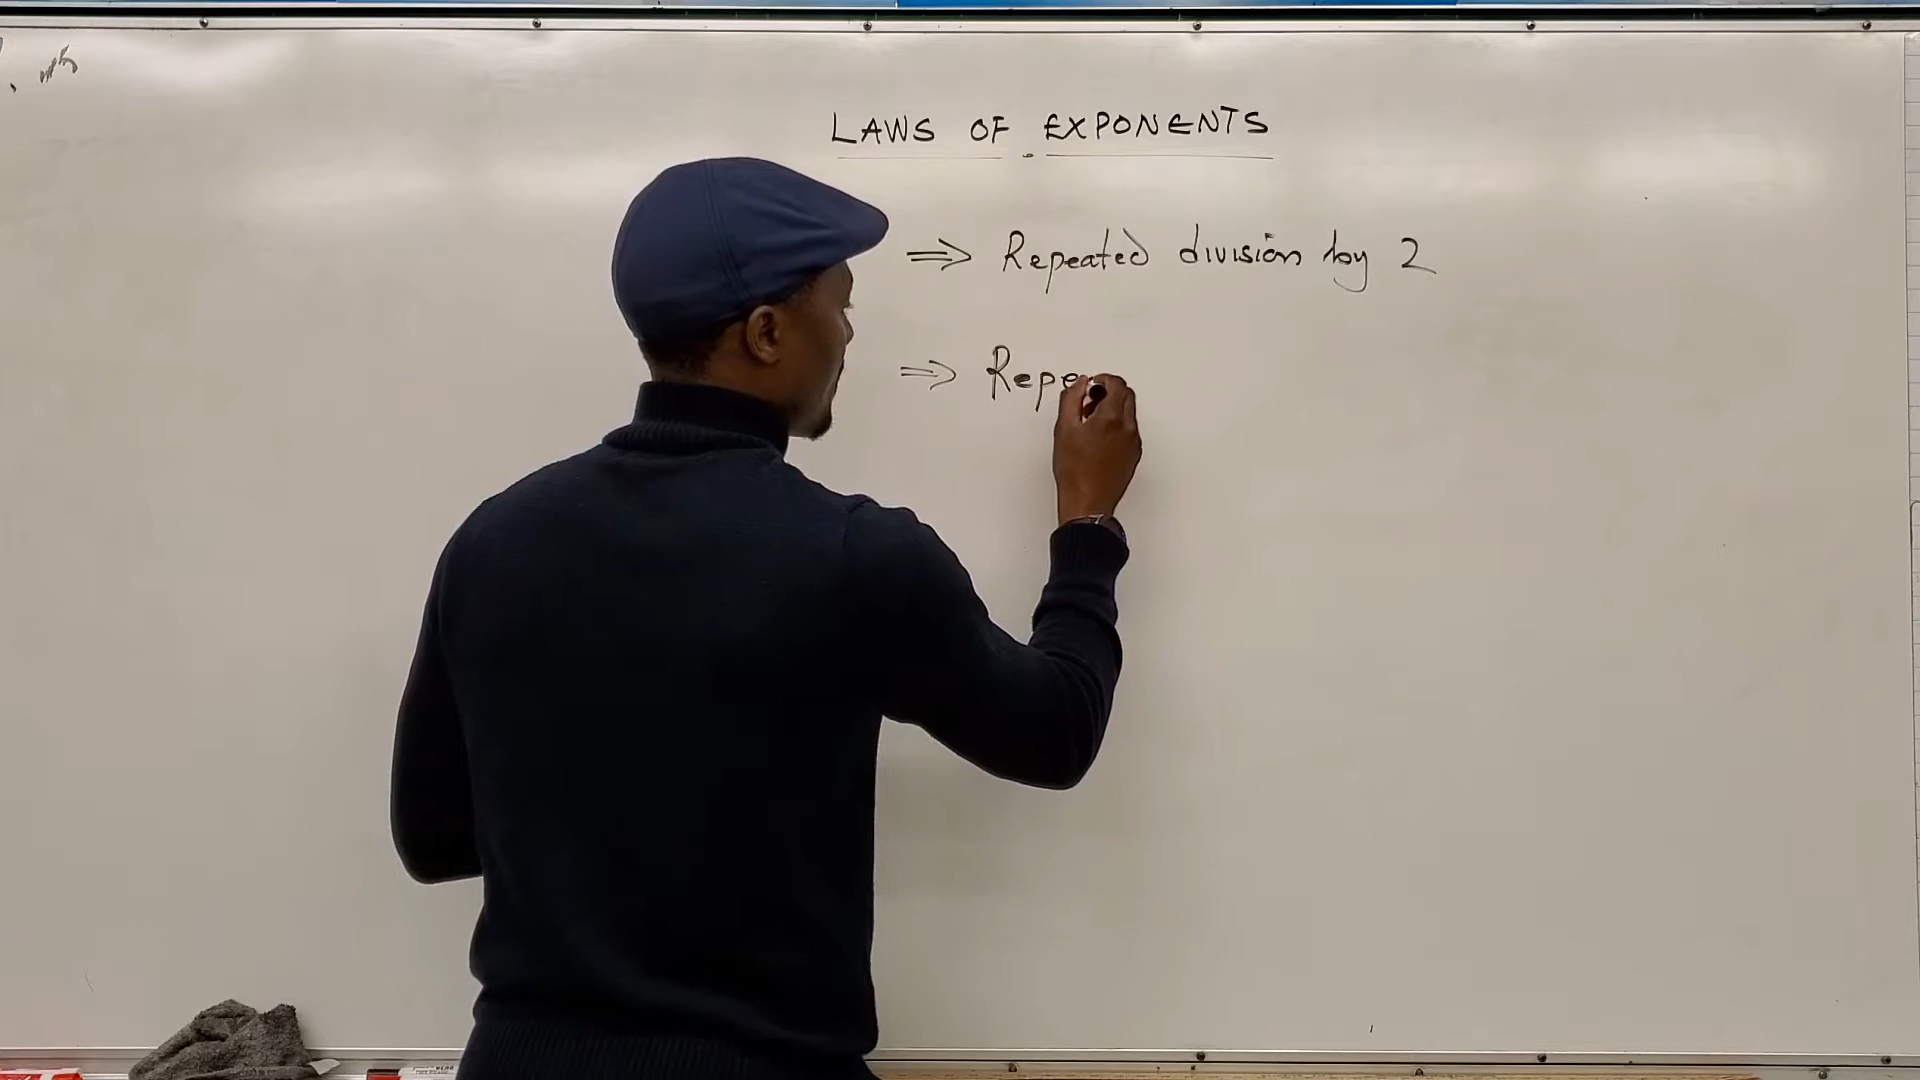 LAWS OF EXPONENTS
⇒ Repeated division by 2
⇒ Repe